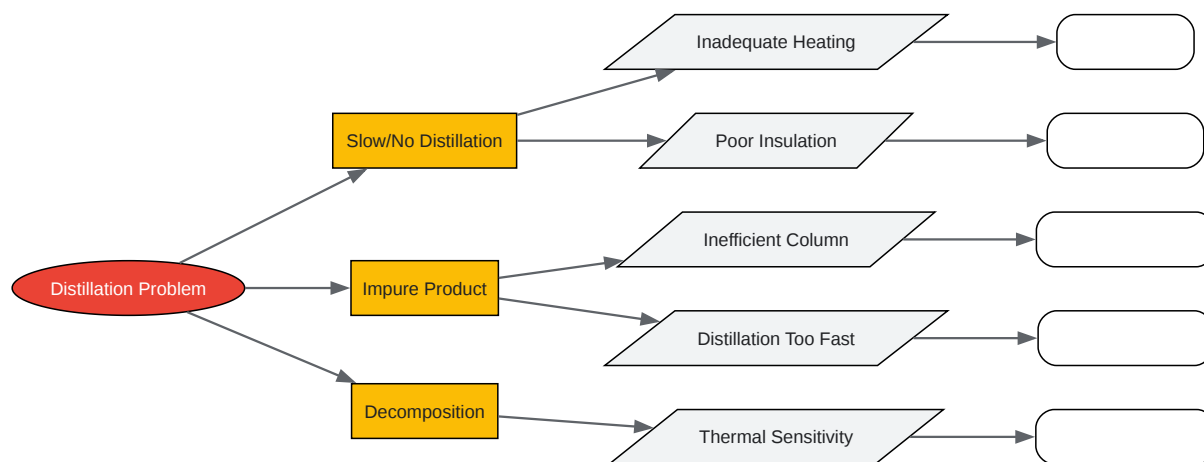 Distillation Problem
Slow/No Distillation
Inadequate Heating
Poor Insulation
Impure Product
Inefficient Column
Distillation Too Fast
Decomposition
Thermal Sensitivity